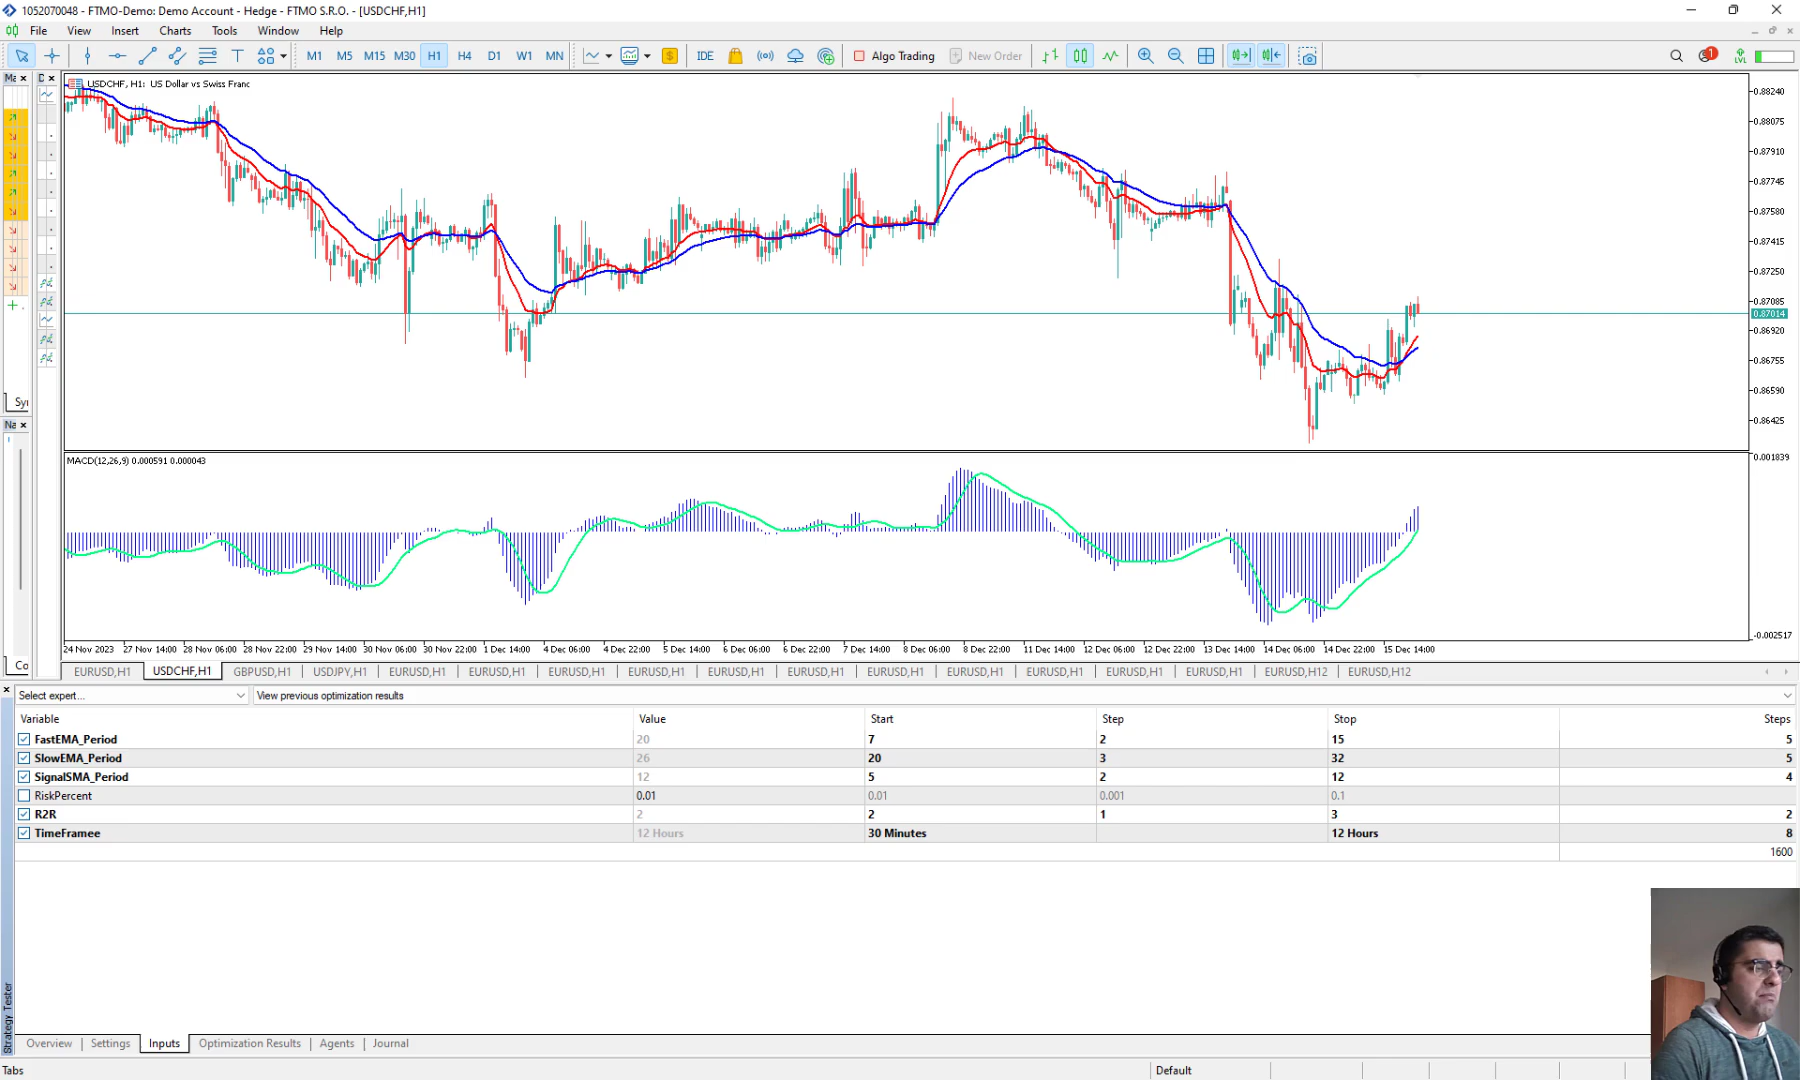 1052070048 - FTMO-Demo: Demo Account - Hedge - FTMO S.R.O. - [USDCHF,H1]
File View Insert Charts Tools Window Help
M1 M5 M15 M30 H1 H4 D1 W1 MN IDE Algo Trading New Order 1 LVL
Ma D
USDCHF, H1: US Dollar vs Swiss Franc
0.88240
0.88075
0.87910
0.87745
0.87580
0.87415
0.87250
0.87085
0.87014
0.86920
0.86755
0.86590
0.86425
Sy
Na
Co
MACD(12,26,9) 0.000591 0.000043
0.001839
-0.002517
24 Nov 2023 27 Nov 14:00 28 Nov 06:00 28 Nov 22:00 29 Nov 14:00 30 Nov 06:00 30 Nov 22:00 1 Dec 14:00 4 Dec 06:00 4 Dec 22:00 5 Dec 14:00 6 Dec 06:00 6 Dec 22:00 7 Dec 14:00 8 Dec 06:00 8 Dec 22:00 11 Dec 14:00 12 Dec 06:00 12 Dec 22:00 13 Dec 14:00 14 Dec 06:00 14 Dec 22:00 15 Dec 14:00
EURUSD,H1 USDCHF,H1 GBPUSD,H1 USDJPY,H1 EURUSD,H1 EURUSD,H1 EURUSD,H1 EURUSD,H1 EURUSD,H1 EURUSD,H1 EURUSD,H1 EURUSD,H1 EURUSD,H1 EURUSD,H1 EURUSD,H1 EURUSD,H12 EURUSD,H12
Select expert... View previous optimization results
Variable Value Start Step Stop Steps
FastEMA_Period 20 7 2 15 5
SlowEMA_Period 26 20 3 32 5
SignalSMA_Period 12 5 2 12 4
RiskPercent 0.01 0.01 0.001 0.1
R2R 2 2 1 3 2
TimeFramee 12 Hours 30 Minutes 12 Hours 8
1600
Strategy Tester
Overview Settings Inputs Optimization Results Agents Journal
Tabs Default